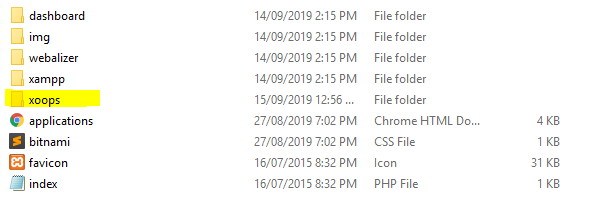 dashboard 14/09/2019 2:15 PM File folder
img 14/09/2019 2:15 PM File folder
webalizer 14/09/2019 2:15 PM File folder
xampp 14/09/2019 2:15 PM File folder
xoops 15/09/2019 12:56 ... File folder
applications 27/08/2019 7:02 PM Chrome HTML Do... 4 KB
bitnami 27/08/2019 7:02 PM CSS File 1 KB
favicon 16/07/2015 8:32 PM Icon 31 KB
index 16/07/2015 8:32 PM PHP File 1 KB